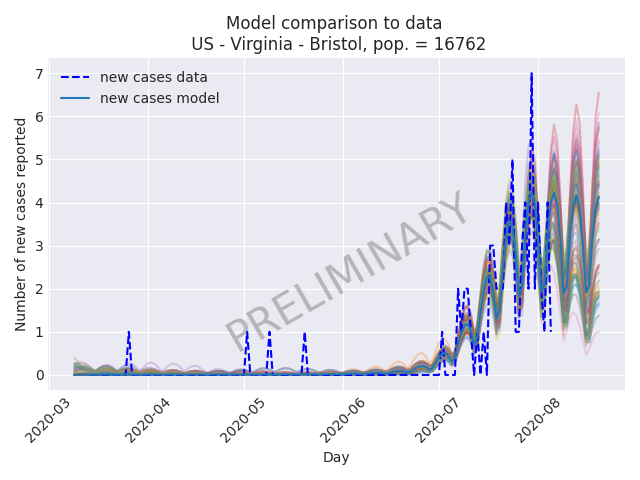 Model comparison to data
US - Virginia - Bristol, pop. = 16762
new cases data
new cases model
Number of new cases reported
7
6
5
4
3
2
1
0
PRELIMINARY
2020-03
2020-04
2020-05
2020-06
2020-07
2020-08
Day